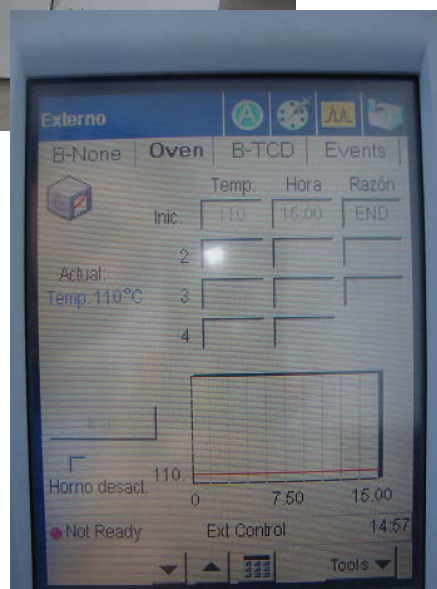 Externo
A
B-None Oven B-TCD Events
Temp. Hora Razón
Inic. 110 15.00 END
2
Actual:
Temp.110°C 3
4
110.
Horno desact.
0 7.50 15.00
Not Ready Ext Control 14:57
Tools